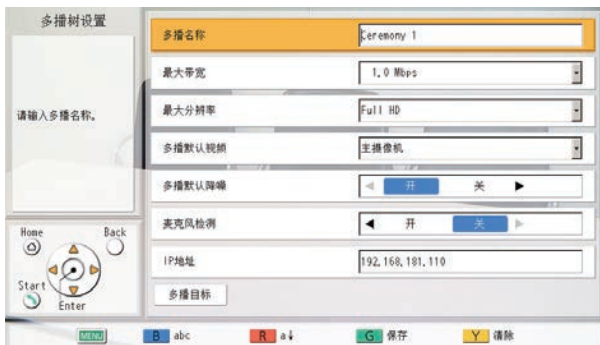 多播树设置
请输入多播名称。
多播名称 Ceremony 1
最大带宽 1.0 Mbps
最大分辨率 Full HD
多播默认视频 主摄像机
多播默认降噪 开 关
麦克风检测 开 关
IP地址 192.168.181.110
多播目标
Home Back
Start
Enter
MENU B abc R a↓ G 保存 Y 清除